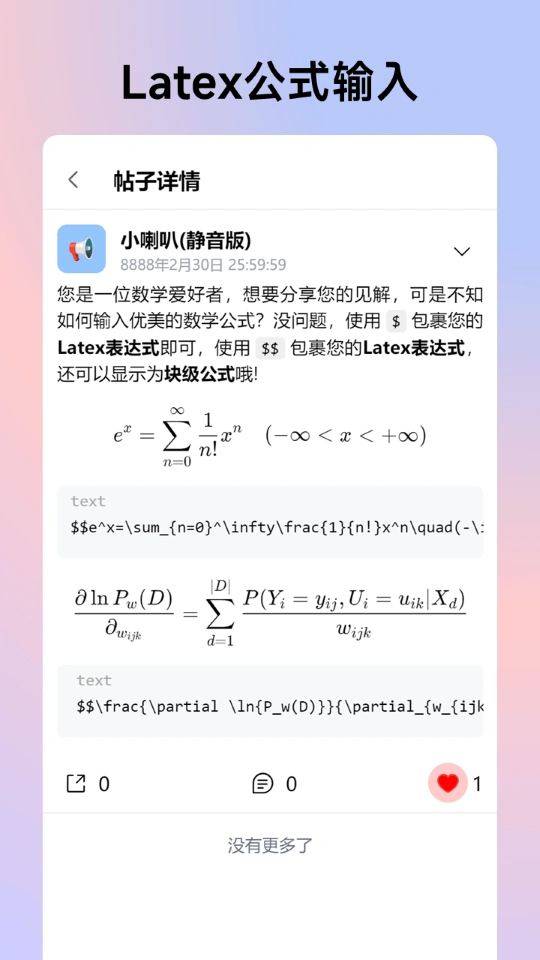 Latex公式输入
帖子详情
小喇叭(静音版)
8888年2月30日 25:59:59
您是一位数学爱好者，想要分享您的见解，可是不知
如何输入优美的数学公式？没问题，使用 $ 包裹您的
Latex表达式即可，使用 $$ 包裹您的Latex表达式，
还可以显示为块级公式哦!
e^x = \sum_{n=0}^{\infty} \frac{1}{n!} x^n \quad (-\infty < x < +\infty)
text
$$e^x=\sum_{n=0}^\infty\frac{1}{n!}x^n\quad(-\i
\frac{\partial \ln P_w(D)}{\partial_{w_{ijk}}} = \sum_{d=1}^{|D|} \frac{P(Y_i = y_{ij}, U_i = u_{ik} | X_d)}{w_{ijk}}
text
$$\frac{\partial \ln{P_w(D)}}{\partial_{w_{ijk
0 0 1
没有更多了